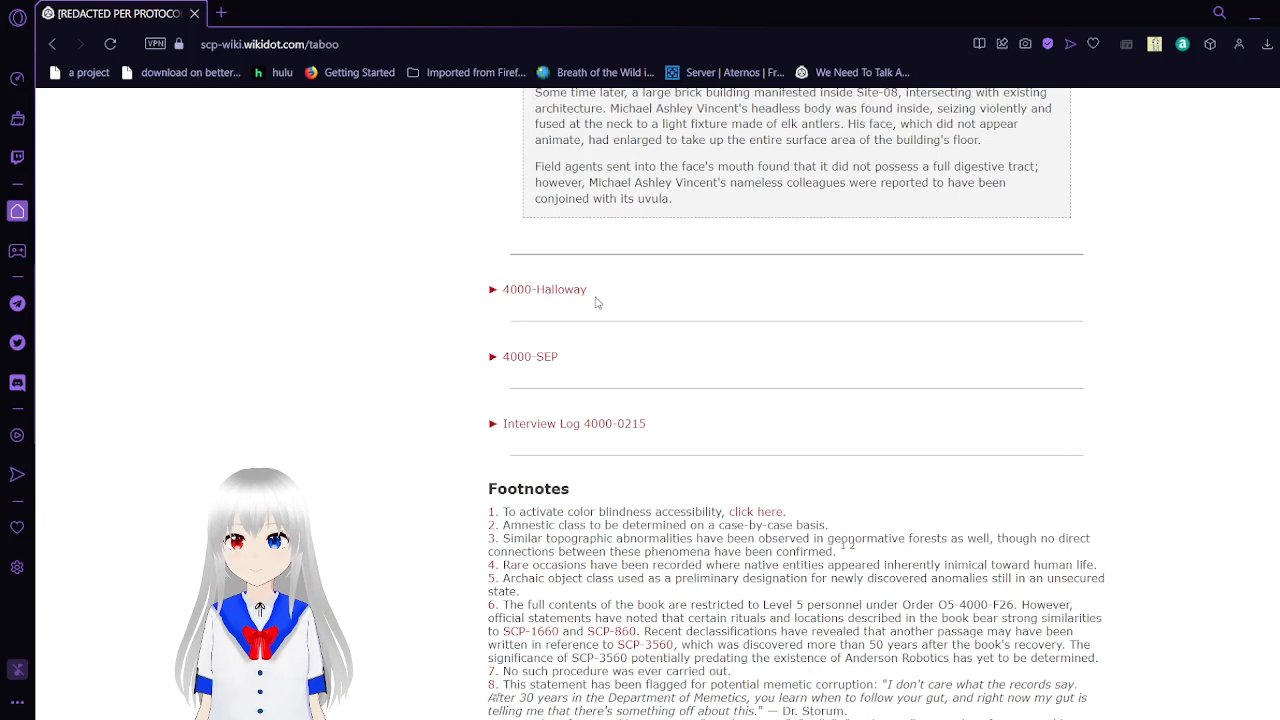 [REDACTED PER PROTOCO
VPN
scp-wiki.wikidot.com/taboo
a project
download on better...
hulu
Getting Started
Imported from Firef...
Breath of the Wild i...
Server | Aternos | Fr...
We Need To Talk A...
Some time later, a large brick building manifested inside Site-08, intersecting with existing
architecture. Michael Ashley Vincent's headless body was found inside, seizing violently and
fused at the neck to a light fixture made of elk antlers. His face, which did not appear
animate, had enlarged to take up the entire surface area of the building's floor.
Field agents sent into the face's mouth found that it did not possess a full digestive tract;
however, Michael Ashley Vincent's nameless colleagues were reported to have been
conjoined with its uvula.
► 4000-Halloway
► 4000-SEP
► Interview Log 4000-0215
Footnotes
1. To activate color blindness accessibility, click here.
2. Amnestic class to be determined on a case-by-case basis.
3. Similar topographic abnormalities have been observed in geonormative forests as well, though no direct
connections between these phenomena have been confirmed. 1 2
4. Rare occasions have been recorded where native entities appeared inherently inimical toward human life.
5. Archaic object class used as a preliminary designation for newly discovered anomalies still in an unsecured
state.
6. The full contents of the book are restricted to Level 5 personnel under Order O5-4000-F26. However,
official statements have noted that certain rituals and locations described in the book bear strong similarities
to SCP-1660 and SCP-860. Recent declassifications have revealed that another passage may have been
written in reference to SCP-3560, which was discovered more than 50 years after the book's recovery. The
significance of SCP-3560 potentially predating the existence of Anderson Robotics has yet to be determined.
7. No such procedure was ever carried out.
8. This statement has been flagged for potential memetic corruption: "I don't care what the records say.
After 30 years in the Department of Memetics, you learn when to follow your gut, and right now my gut is
telling me that there's something off about this." — Dr. Storum.